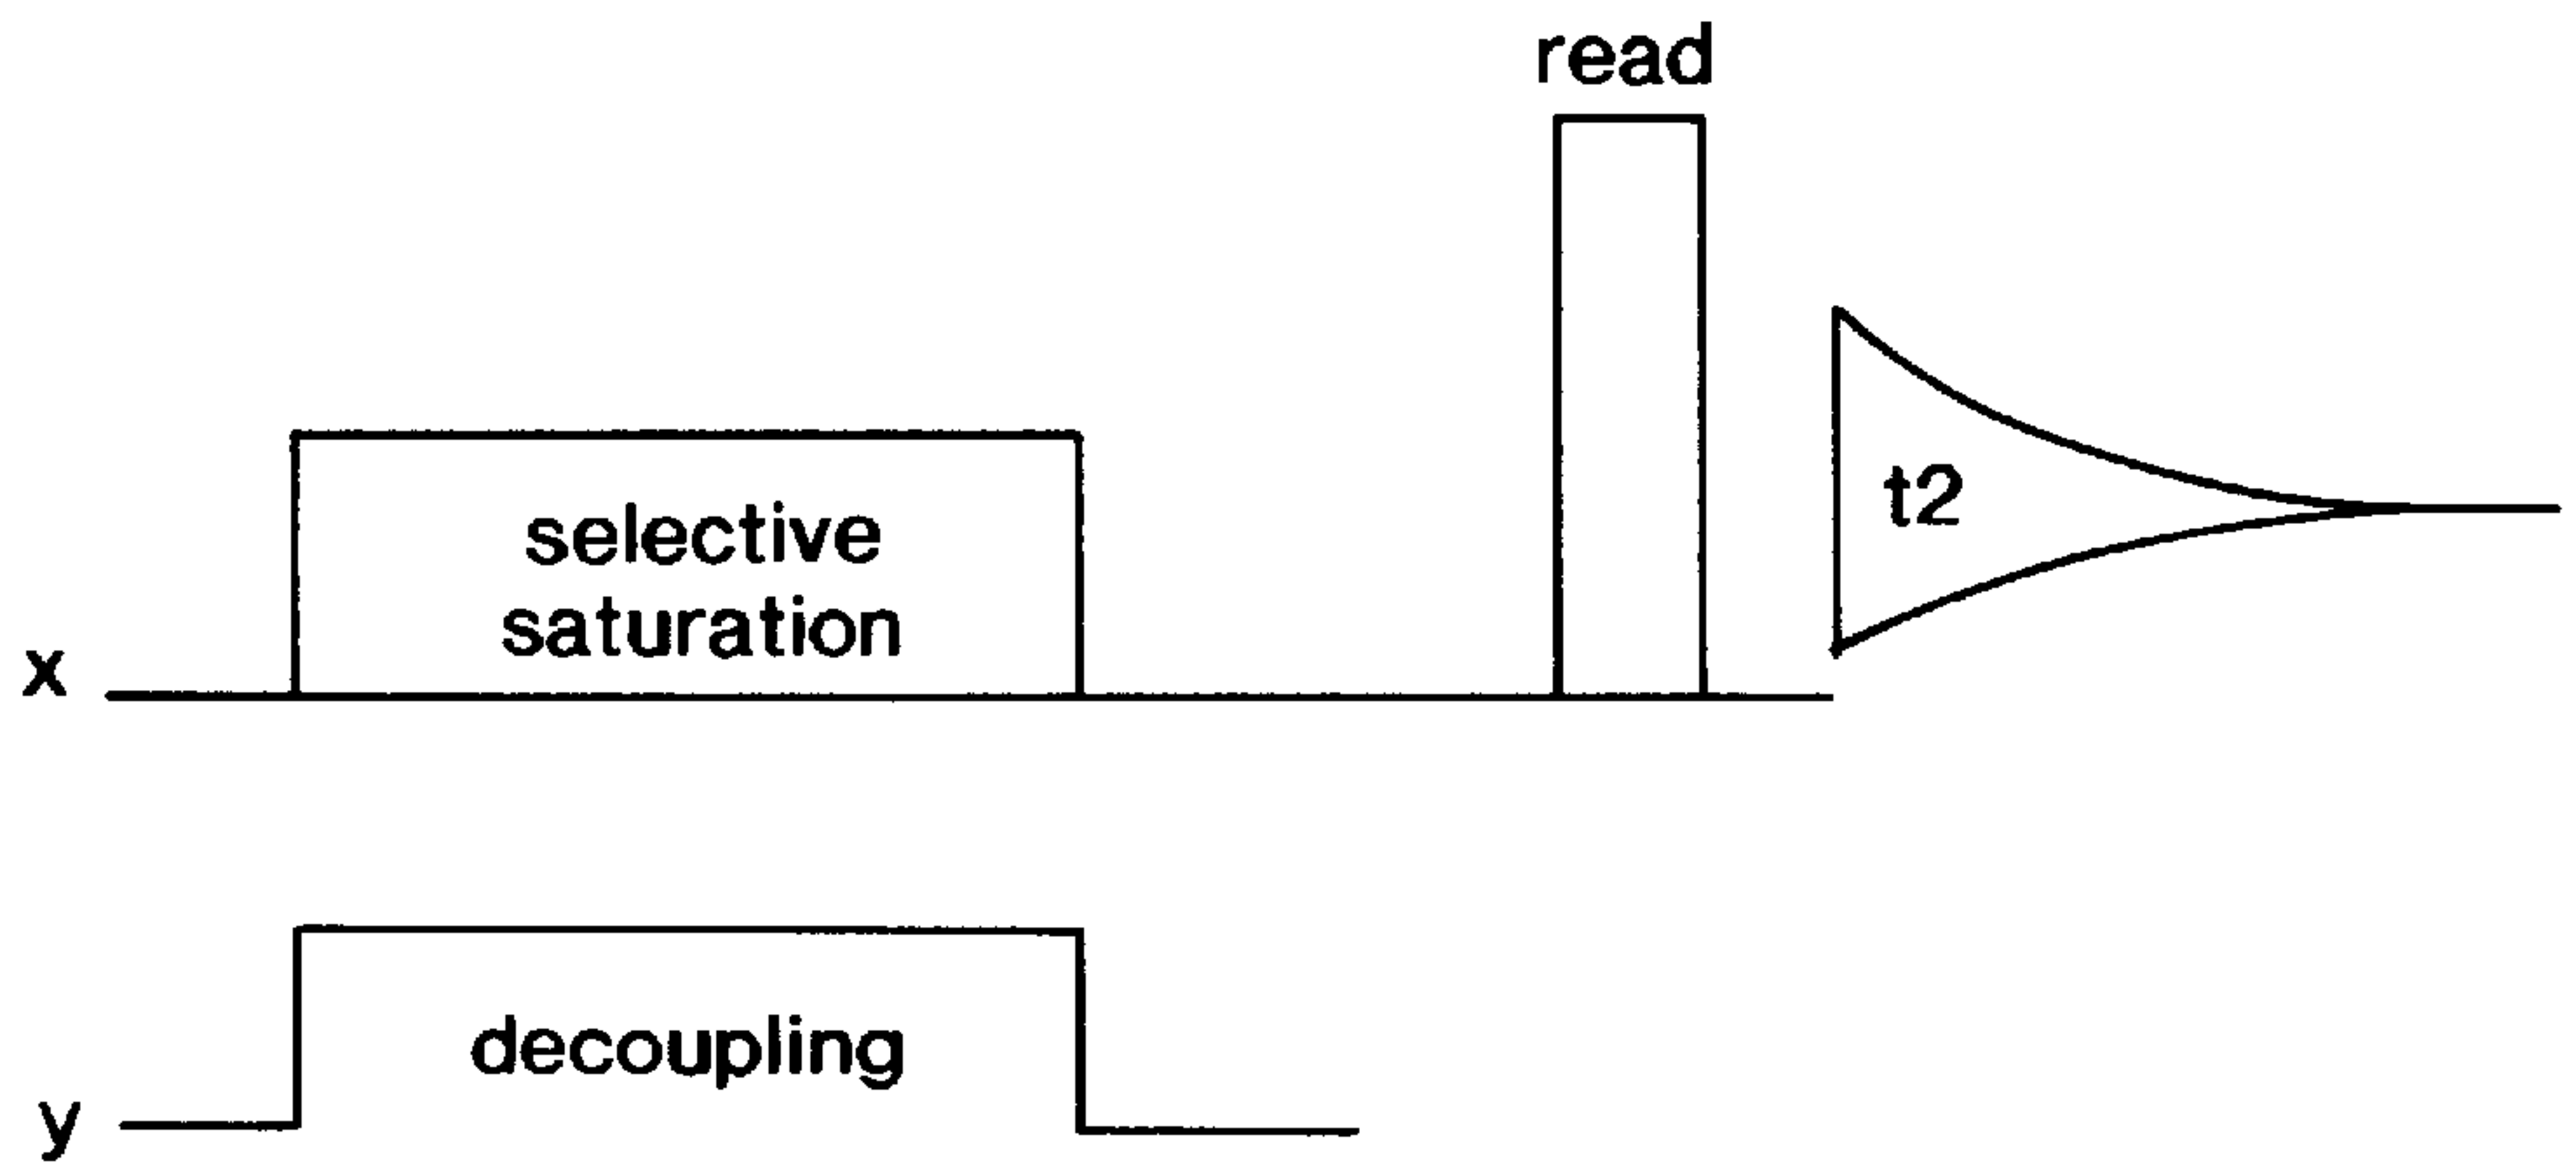 read
selective
saturation
t2
x
decoupling
y